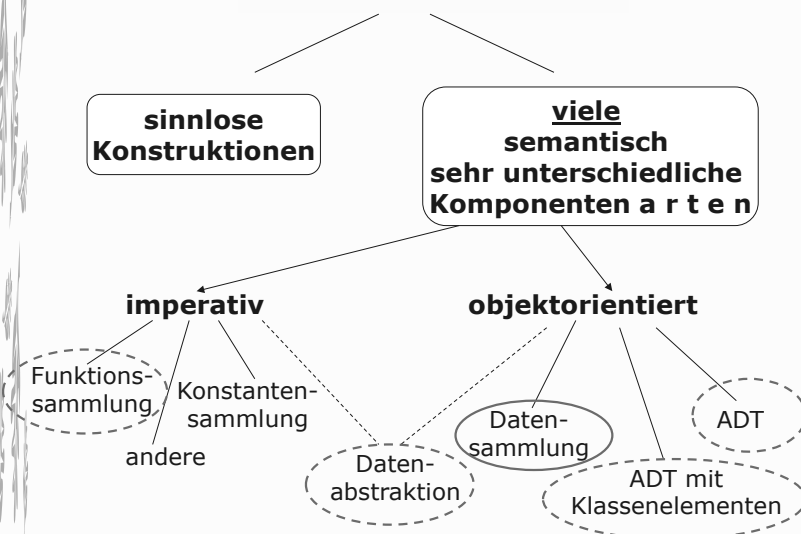 sinnlose
Konstruktionen
viele
semantisch
sehr unterschiedliche
Komponenten a r t e n
imperativ
objektorientiert
Funktions-
sammlung
Konstanten-
sammlung
andere
Daten-
abstraktion
Daten-
sammlung
ADT
ADT mit
Klassenelementen